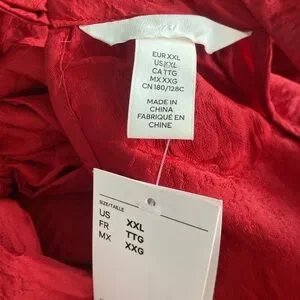 EUR XXL
US XXL
CA TTG
MX XXG
CN 180/128C
MADE IN
CHINA
FABRIQUÉ EN
CHINE
SIZE/TAILLE
US XXL
FR TTG
MX XXG